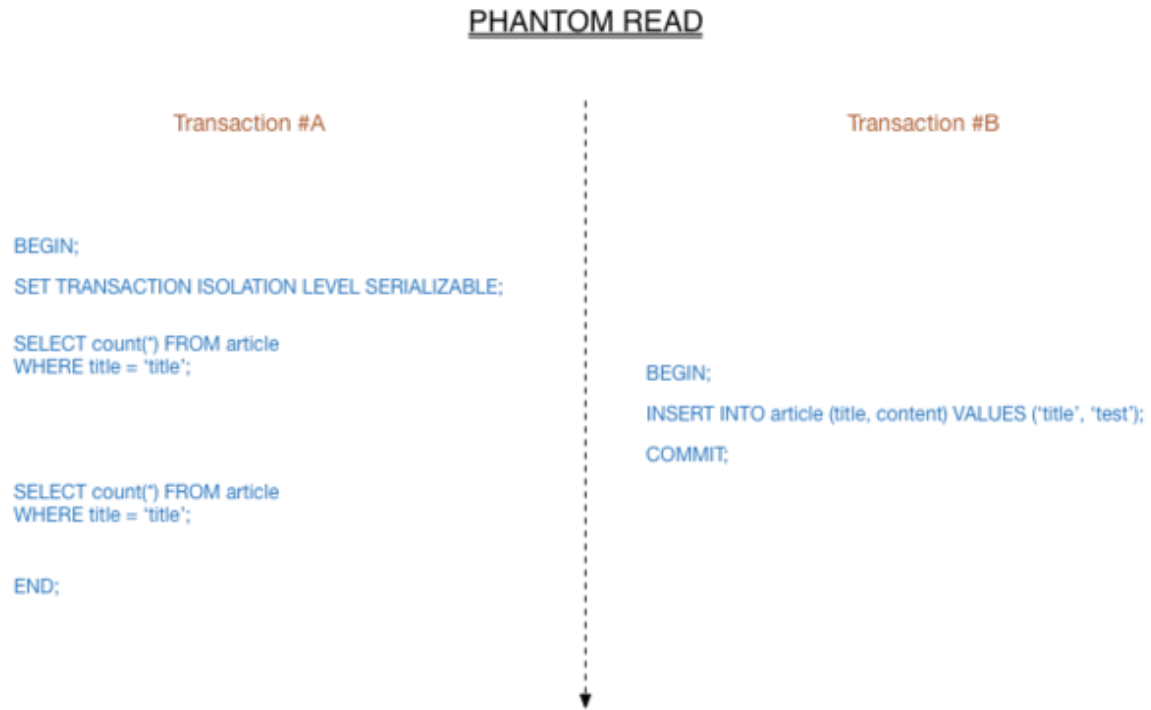 PHANTOM READ
Transaction #A
Transaction #B
BEGIN;
SET TRANSACTION ISOLATION LEVEL SERIALIZABLE;
SELECT count(*) FROM article
WHERE title = ‘title’;
BEGIN;
INSERT INTO article (title, content) VALUES (‘title’, ‘test’);
COMMIT;
SELECT count(*) FROM article
WHERE title = ‘title’;
END;